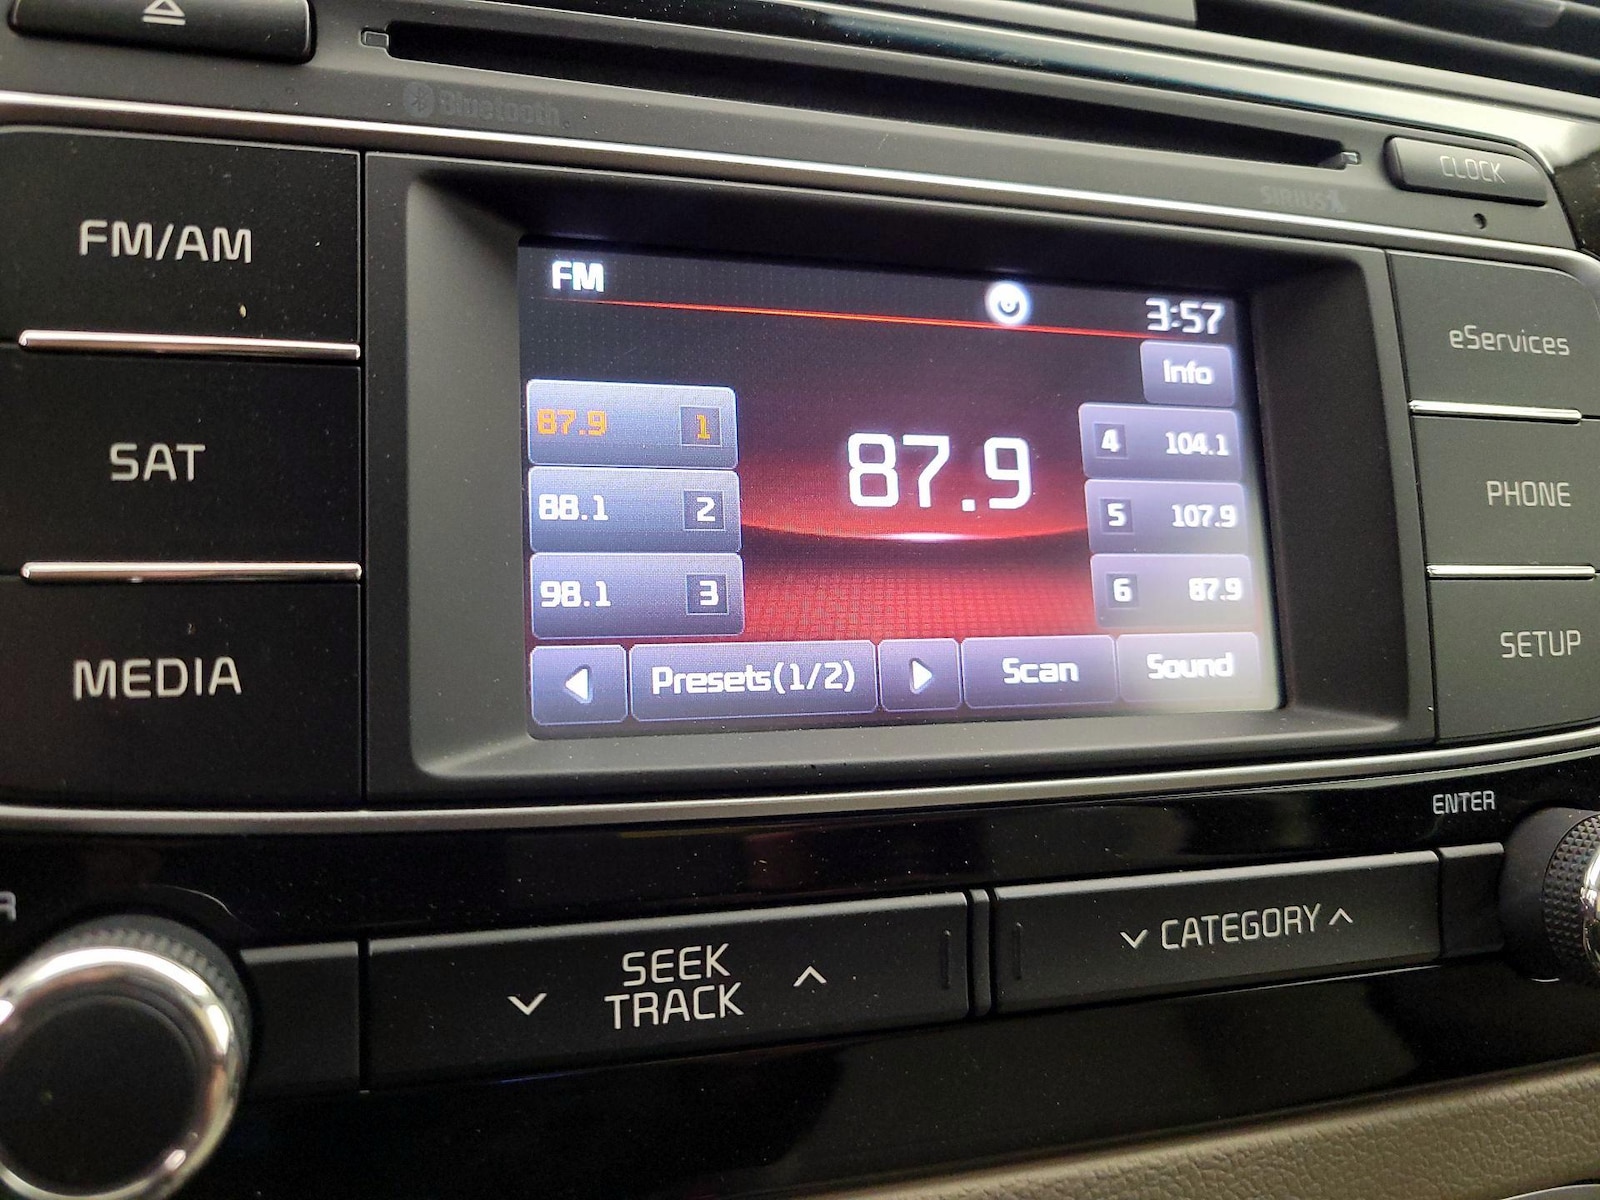 Bluetooth
CLOCK
SIRIUS
FM/AM
SAT
MEDIA
FM
3:57
Info
87.9 1
88.1 2
98.1 3
87.9
4 104.1
5 107.9
6 87.9
Presets(1/2)
Scan
Sound
eServices
PHONE
SETUP
ENTER
R
SEEK
TRACK
CATEGORY